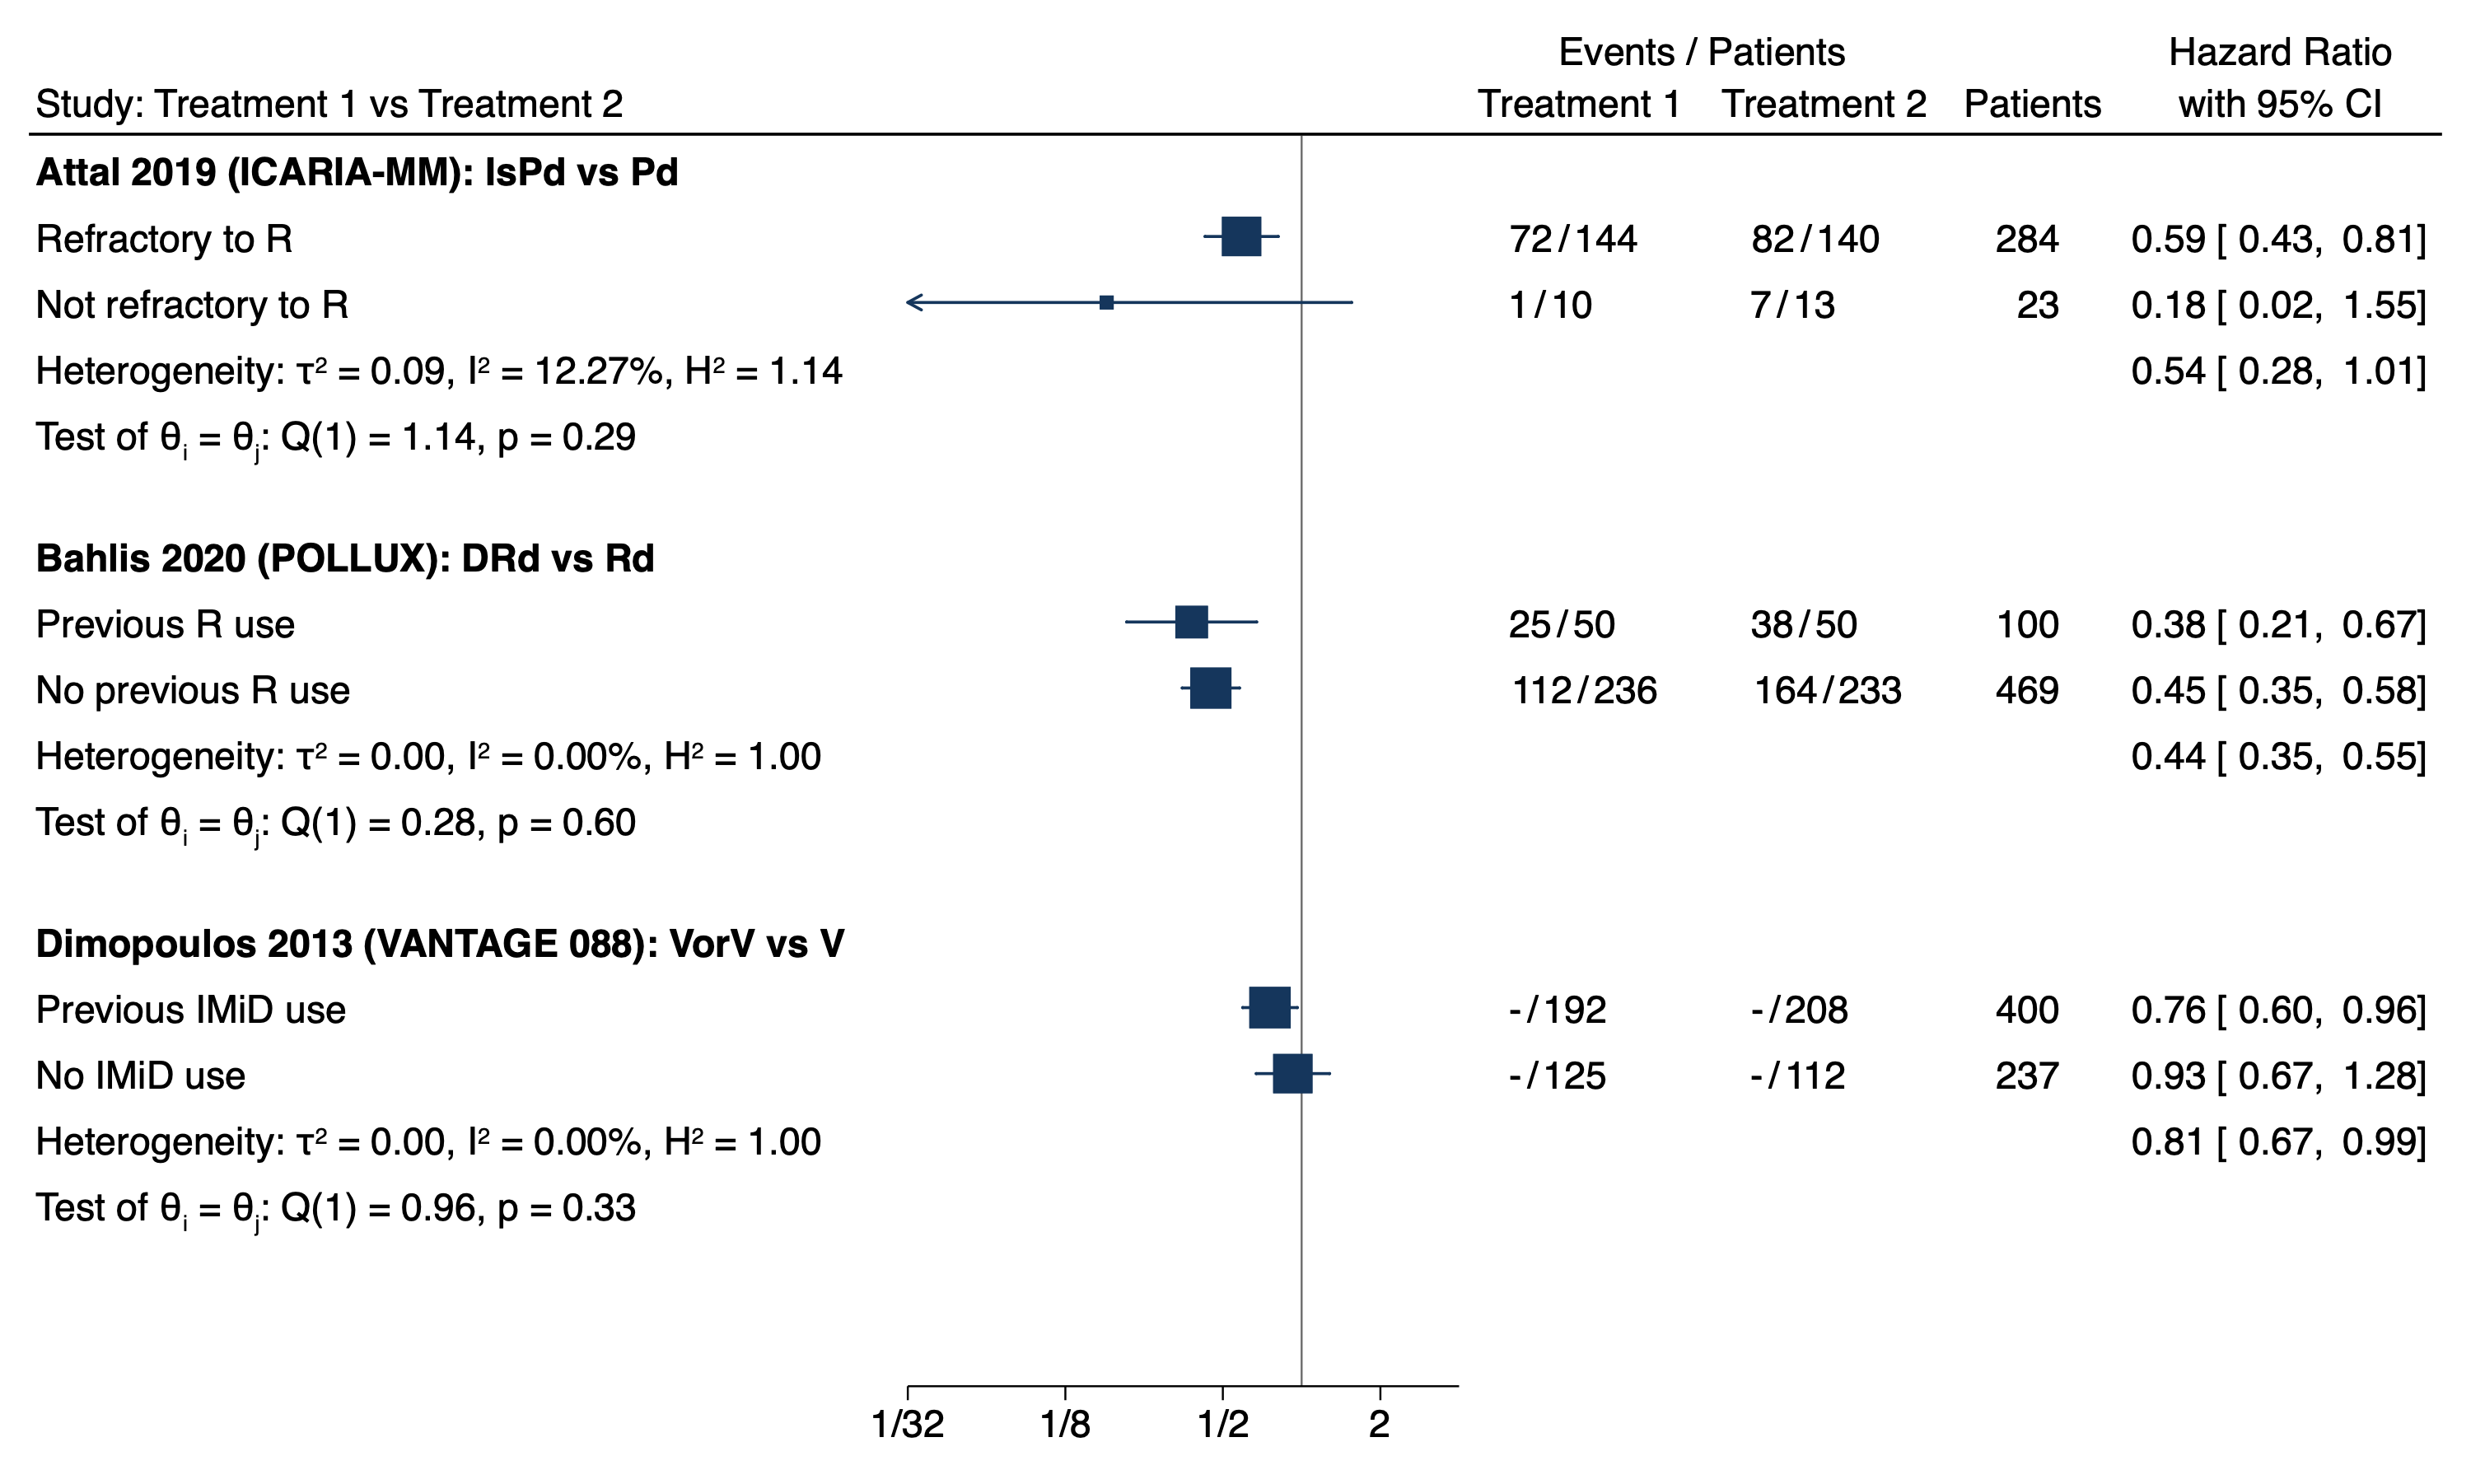 Events / Patients Hazard Ratio
Study: Treatment 1 vs Treatment 2 Treatment 1 Treatment 2 Patients with 95% CI
Attal 2019 (ICARIA-MM): IsPd vs Pd
Refractory to R 72/144 82/140 284 0.59 [ 0.43, 0.81]
Not refractory to R 1/10 7/13 23 0.18 [ 0.02, 1.55]
Heterogeneity: τ² = 0.09, I² = 12.27%, H² = 1.14 0.54 [ 0.28, 1.01]
Test of θᵢ = θⱼ: Q(1) = 1.14, p = 0.29
Bahlis 2020 (POLLUX): DRd vs Rd
Previous R use 25/50 38/50 100 0.38 [ 0.21, 0.67]
No previous R use 112/236 164/233 469 0.45 [ 0.35, 0.58]
Heterogeneity: τ² = 0.00, I² = 0.00%, H² = 1.00 0.44 [ 0.35, 0.55]
Test of θᵢ = θⱼ: Q(1) = 0.28, p = 0.60
Dimopoulos 2013 (VANTAGE 088): VorV vs V
Previous IMiD use -/192 -/208 400 0.76 [ 0.60, 0.96]
No IMiD use -/125 -/112 237 0.93 [ 0.67, 1.28]
Heterogeneity: τ² = 0.00, I² = 0.00%, H² = 1.00 0.81 [ 0.67, 0.99]
Test of θᵢ = θⱼ: Q(1) = 0.96, p = 0.33
1/32 1/8 1/2 2